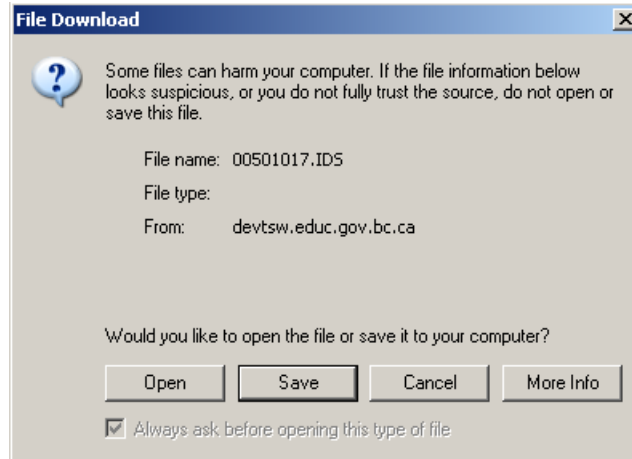 File Download
Some files can harm your computer. If the file information below
looks suspicious, or you do not fully trust the source, do not open or
save this file.
File name: 00501017.IDS
File type:
From: devtsw.educ.gov.bc.ca
Would you like to open the file or save it to your computer?
Open Save Cancel More Info
Always ask before opening this type of file